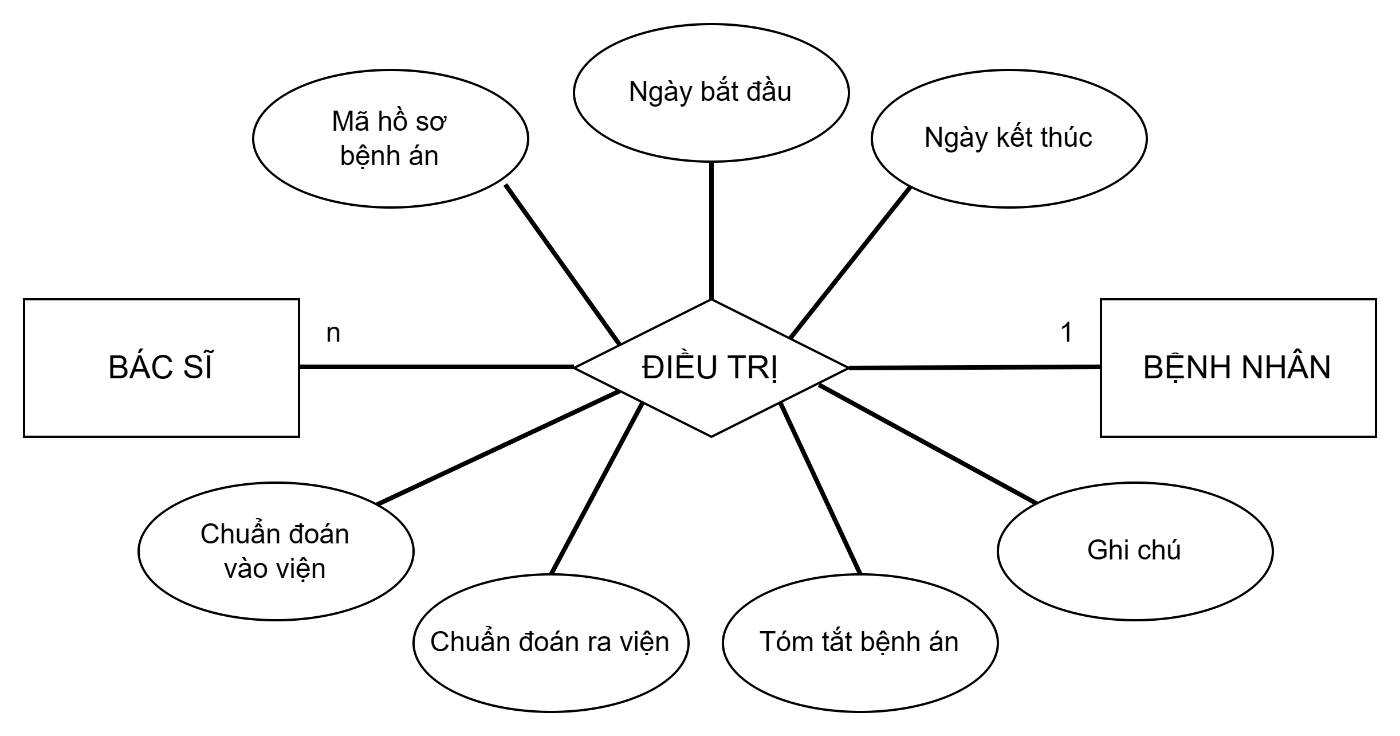 Ngày bắt đầu
Mã hồ sơ
bệnh án
Ngày kết thúc
n
1
BÁC SĨ
ĐIỀU TRỊ
BỆNH NHÂN
Chuẩn đoán
vào viện
Ghi chú
Chuẩn đoán ra viện
Tóm tắt bệnh án